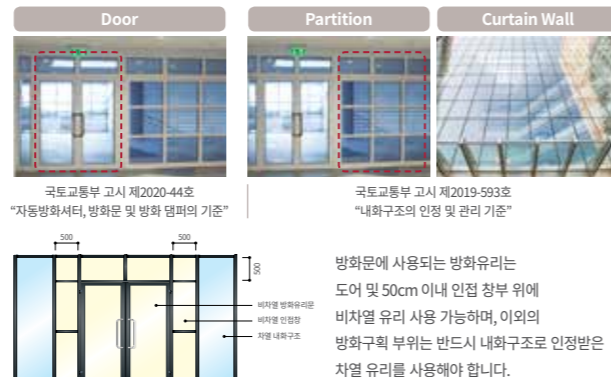 Door
Partition
Curtain Wall
국토교통부 고시 제2020-44호
“자동방화셔터, 방화문 및 방화 댐퍼의 기준”
국토교통부 고시 제2019-593호
“내화구조의 인정 및 관리 기준”
500
500
500
비차열 방화유리문
비차열 인접창
차열 내화구조
방화문에 사용되는 방화유리는
도어 및 50cm 이내 인접 창부 위에
비차열 유리 사용 가능하며, 이외의
방화구획 부위는 반드시 내화구조로 인정받은
차열 유리를 사용해야 합니다.